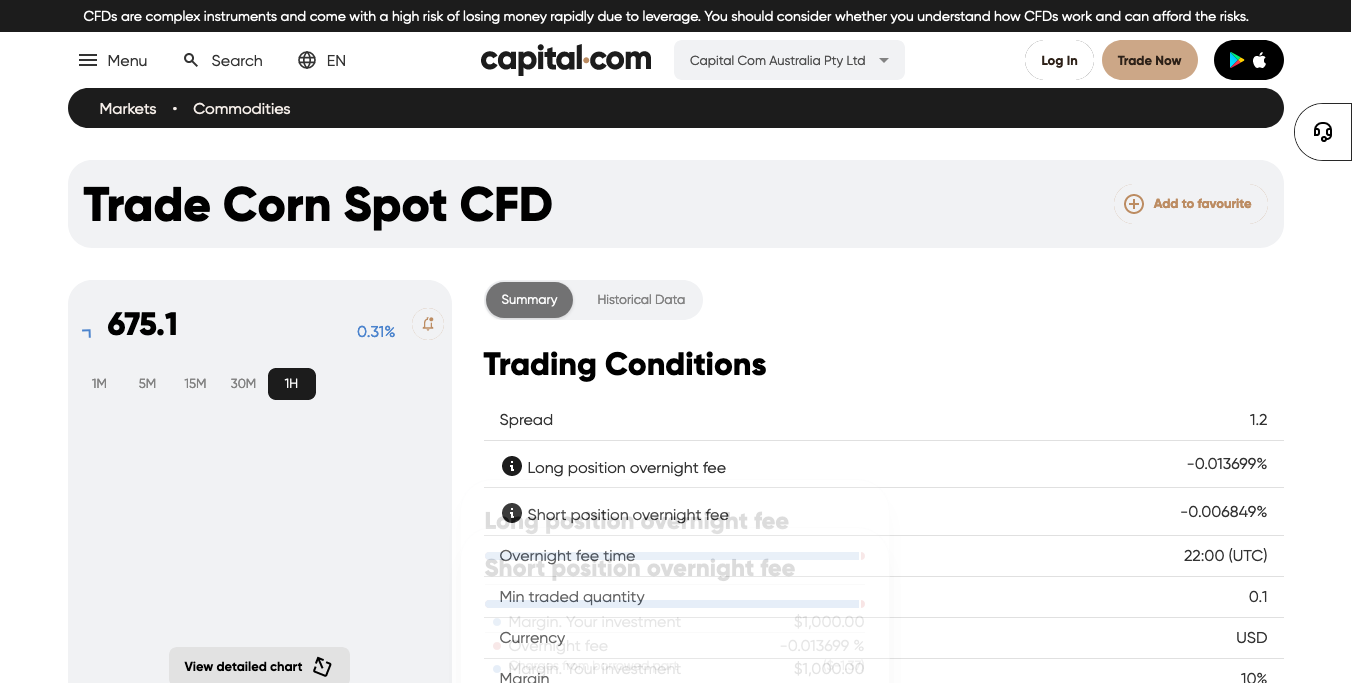 CFDs are complex instruments and come with a high risk of losing money rapidly due to leverage. You should consider whether you understand how CFDs work and can afford the risks.
Menu
Search
EN
capital.com
Capital Com Australia Pty Ltd
Log In
Trade Now
Markets • Commodities
Trade Corn Spot CFD
Add to favourite
675.1
0.31%
1M 5M 15M 30M 1H
View detailed chart
Summary
Historical Data
Trading Conditions
Spread 1.2
Long position overnight fee -0.013699%
Short position overnight fee -0.006849%
Long position overnight fee
Overnight fee time 22:00 (UTC)
Short position overnight fee
Min traded quantity 0.1
Margin. Your investment $1,000.00
Currency USD
Overnight fee -0.013699 %
Margin. Your investment $1,000.00
Margin 10%